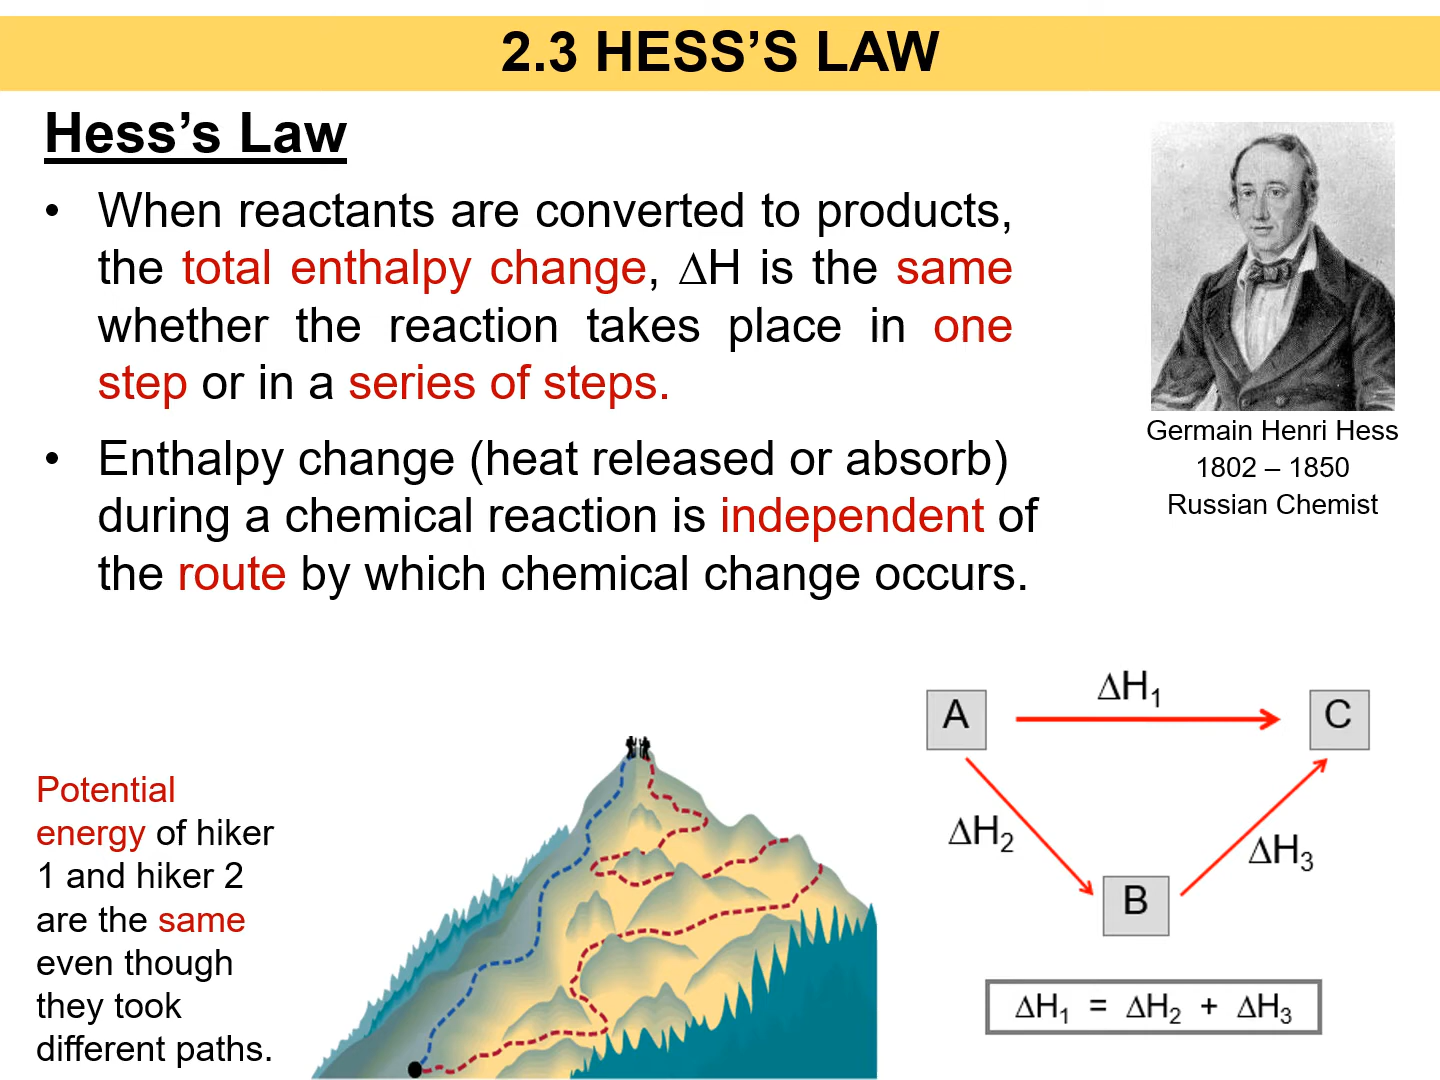 2.3 HESS’S LAW
Hess’s Law
• When reactants are converted to products,
the total enthalpy change, ∆H is the same
whether the reaction takes place in one
step or in a series of steps.
• Enthalpy change (heat released or absorb)
during a chemical reaction is independent of
the route by which chemical change occurs.
Germain Henri Hess
1802 – 1850
Russian Chemist
Potential
energy of hiker
1 and hiker 2
are the same
even though
they took
different paths.
∆H₁
A
C
∆H₂
∆H₃
B
∆H₁ = ∆H₂ + ∆H₃